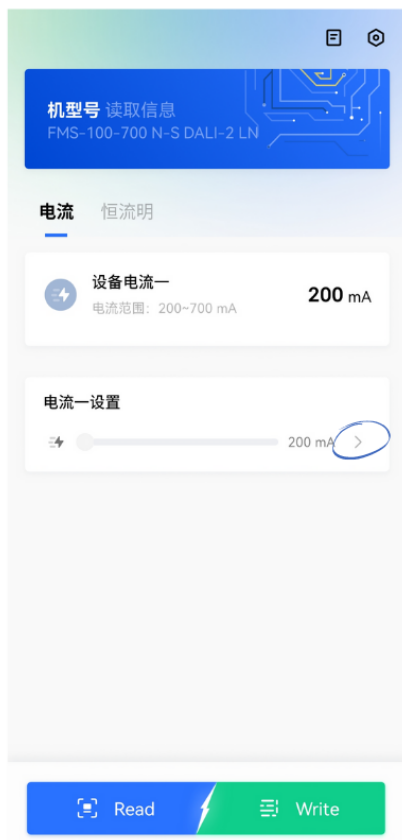 机型号 读取信息
FMS-100-700 N-S DALI-2 LN
电流 恒流明
设备电流一
电流范围：200~700 mA
200 mA
电流一设置
200 mA
Read
Write